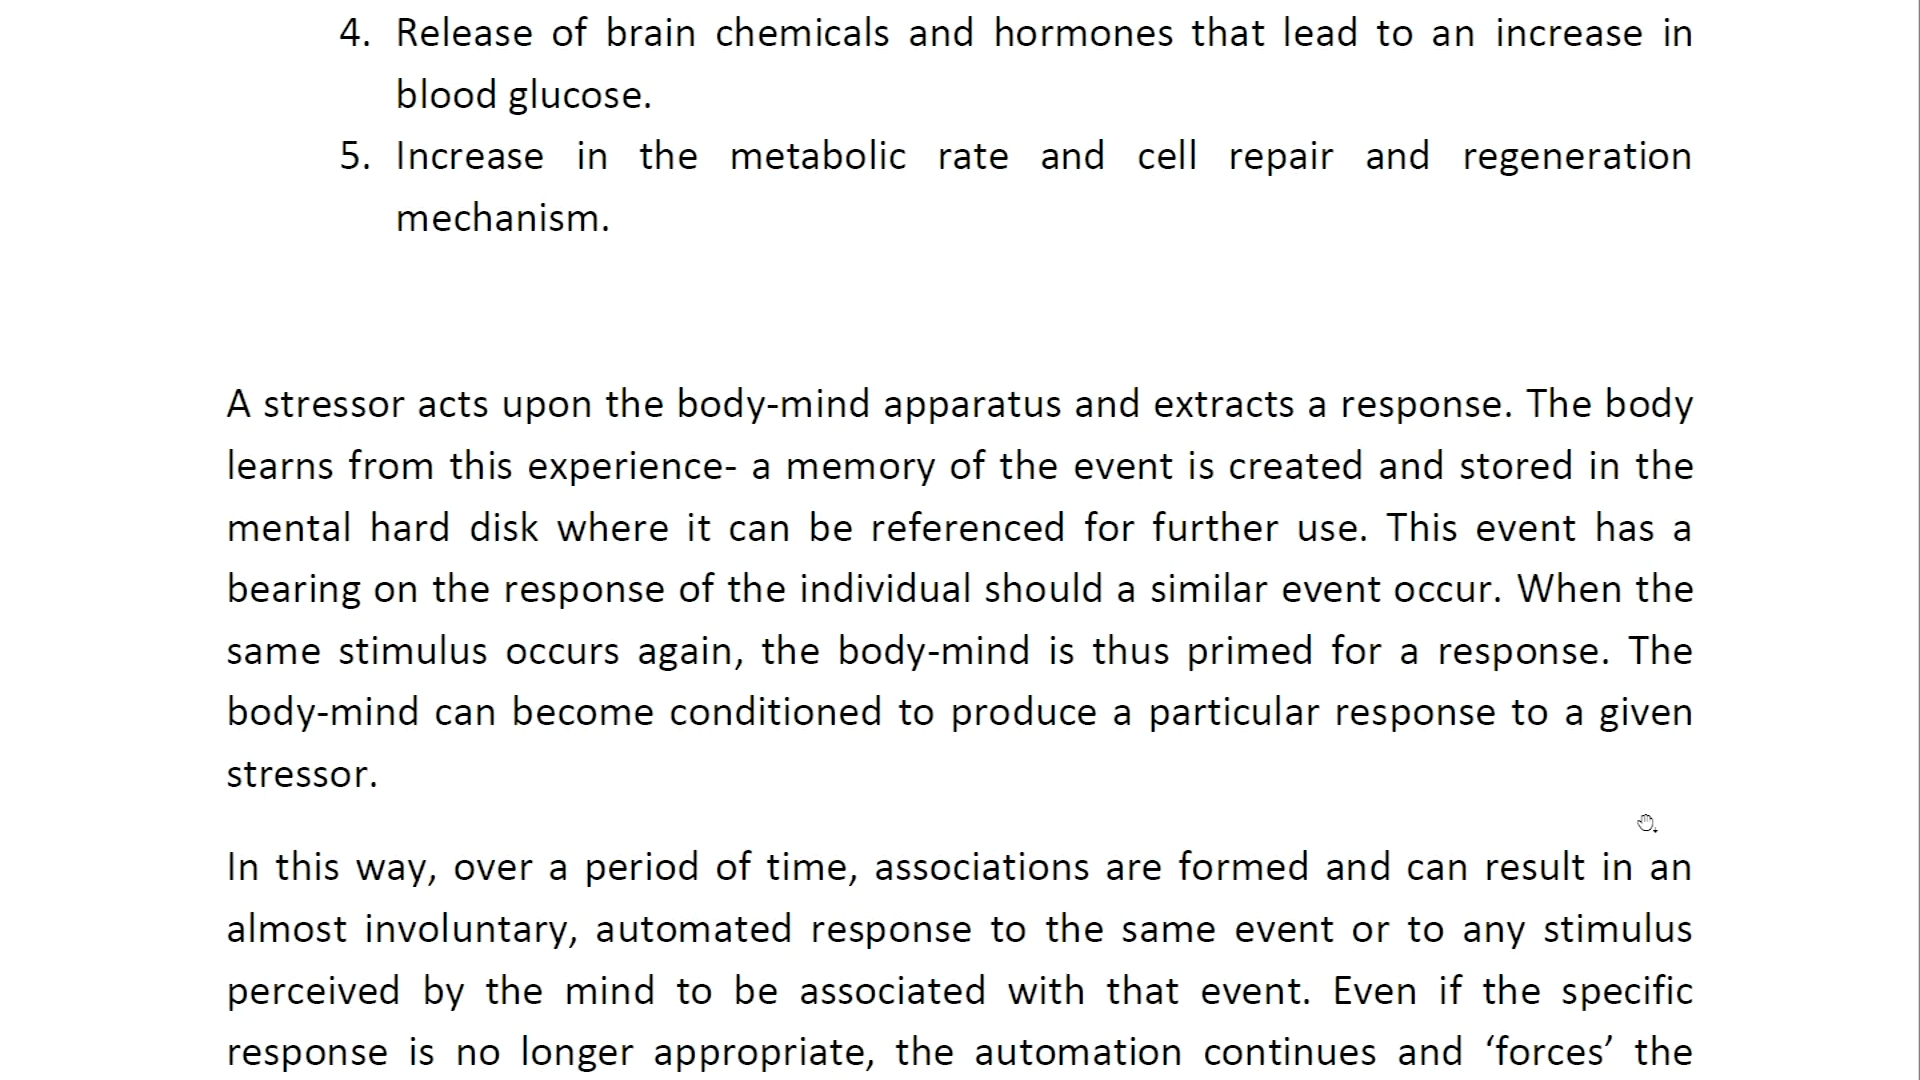 4. Release of brain chemicals and hormones that lead to an increase in
blood glucose.
5. Increase in the metabolic rate and cell repair and regeneration
mechanism.
A stressor acts upon the body-mind apparatus and extracts a response. The body
learns from this experience- a memory of the event is created and stored in the
mental hard disk where it can be referenced for further use. This event has a
bearing on the response of the individual should a similar event occur. When the
same stimulus occurs again, the body-mind is thus primed for a response. The
body-mind can become conditioned to produce a particular response to a given
stressor.
In this way, over a period of time, associations are formed and can result in an
almost involuntary, automated response to the same event or to any stimulus
perceived by the mind to be associated with that event. Even if the specific
response is no longer appropriate, the automation continues and ‘forces’ the